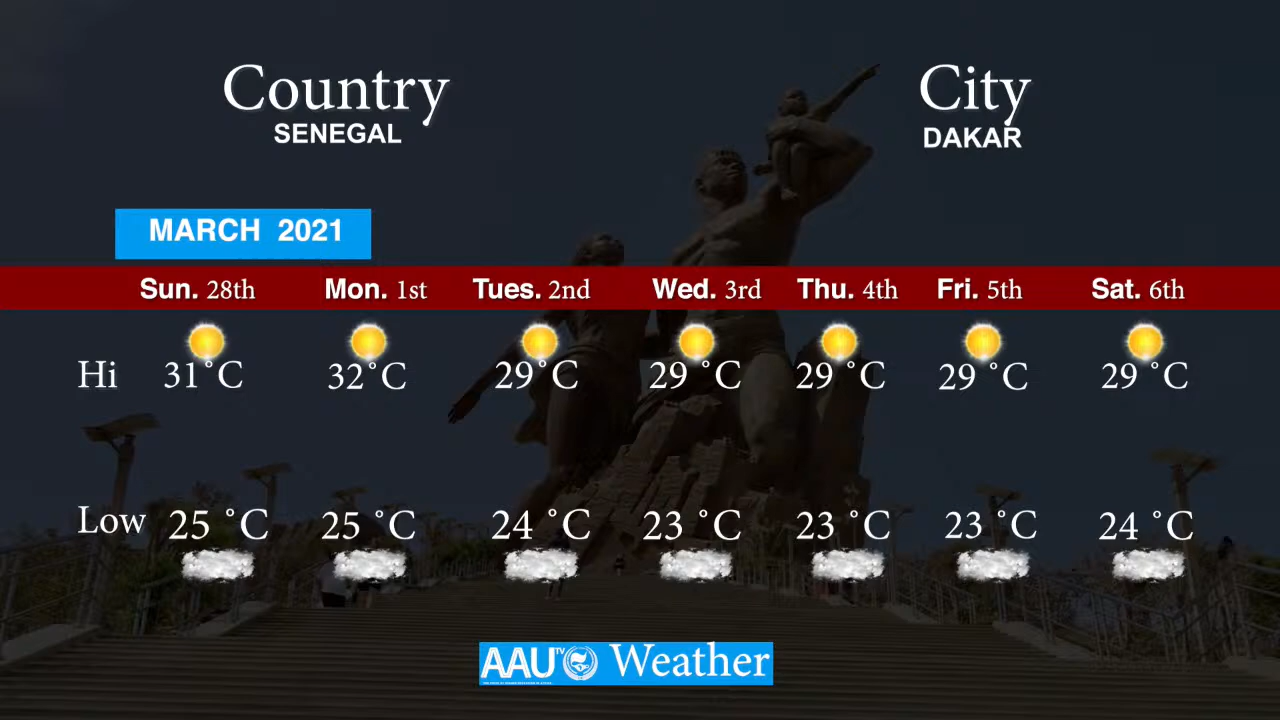 Country
SENEGAL
City
DAKAR
MARCH 2021
Sun. 28th Mon. 1st Tues. 2nd Wed. 3rd Thu. 4th Fri. 5th Sat. 6th
Hi 31°C 32°C 29°C 29 °C 29 °C 29 °C 29 °C
Low 25 °C 25 °C 24 °C 23 °C 23 °C 23 °C 24 °C
AAU TV Weather